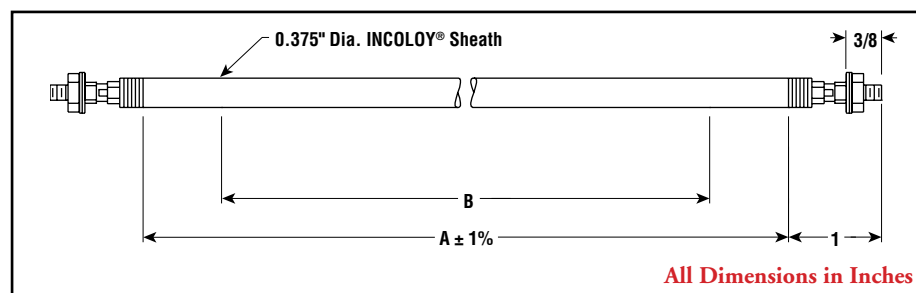 0.375" Dia. INCOLOY® Sheath
3/8
B
A ± 1%
1
All Dimensions in Inches